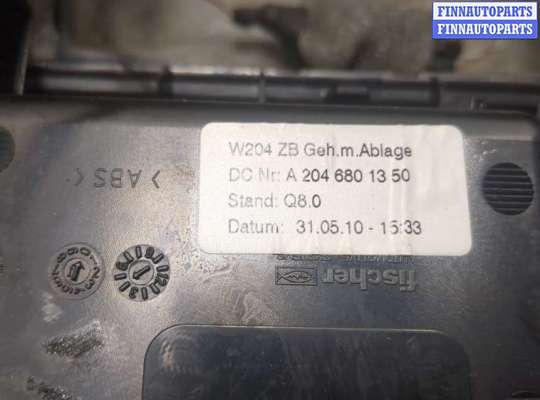 FINNAUTOPARTS
FINNAUTOPARTS
W204 ZB Geh.m.Ablage
DC Nr: A 204 680 13 50
Stand: Q8.0
Datum: 31.05.10 - 15:33
>ABS<
fischer